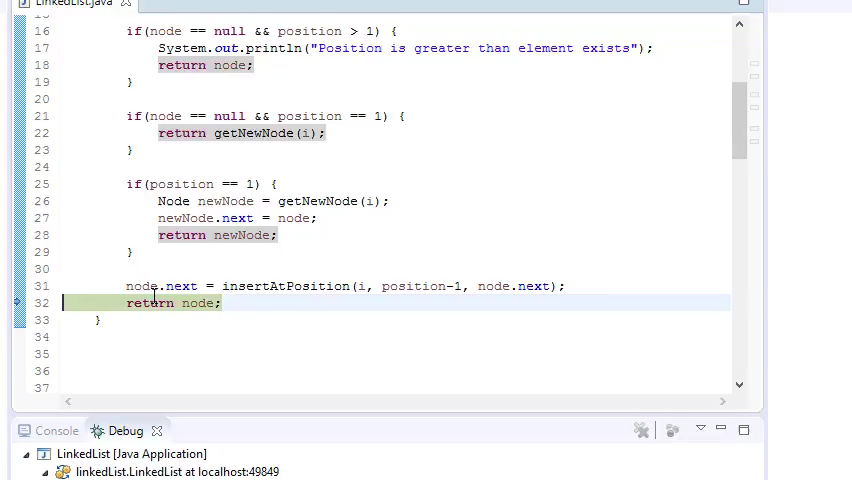 LinkedList.java
15
16 if(node == null && position > 1) {
17 System.out.println("Position is greater than element exists");
18 return node;
19 }
20
21 if(node == null && position == 1) {
22 return getNewNode(i);
23 }
24
25 if(position == 1) {
26 Node newNode = getNewNode(i);
27 newNode.next = node;
28 return newNode;
29 }
30
31 node.next = insertAtPosition(i, position-1, node.next);
32 return node;
33 }
34
35
36
37
Console Debug
LinkedList [Java Application]
linkedList.LinkedList at localhost:49849